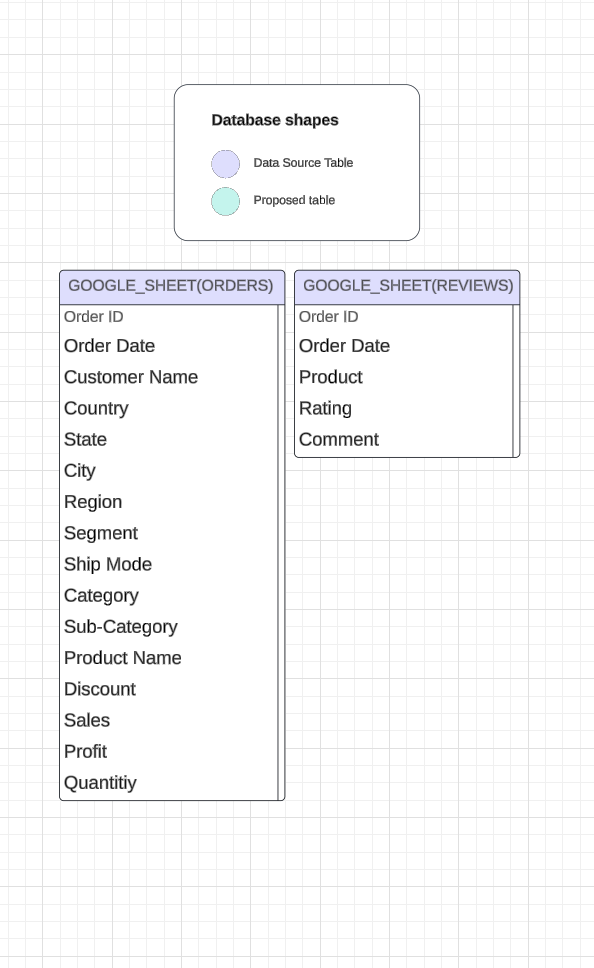 Database shapes
Data Source Table
Proposed table
GOOGLE_SHEET(ORDERS)
Order ID
Order Date
Customer Name
Country
State
City
Region
Segment
Ship Mode
Category
Sub-Category
Product Name
Discount
Sales
Profit
Quantitiy
GOOGLE_SHEET(REVIEWS)
Order ID
Order Date
Product
Rating
Comment